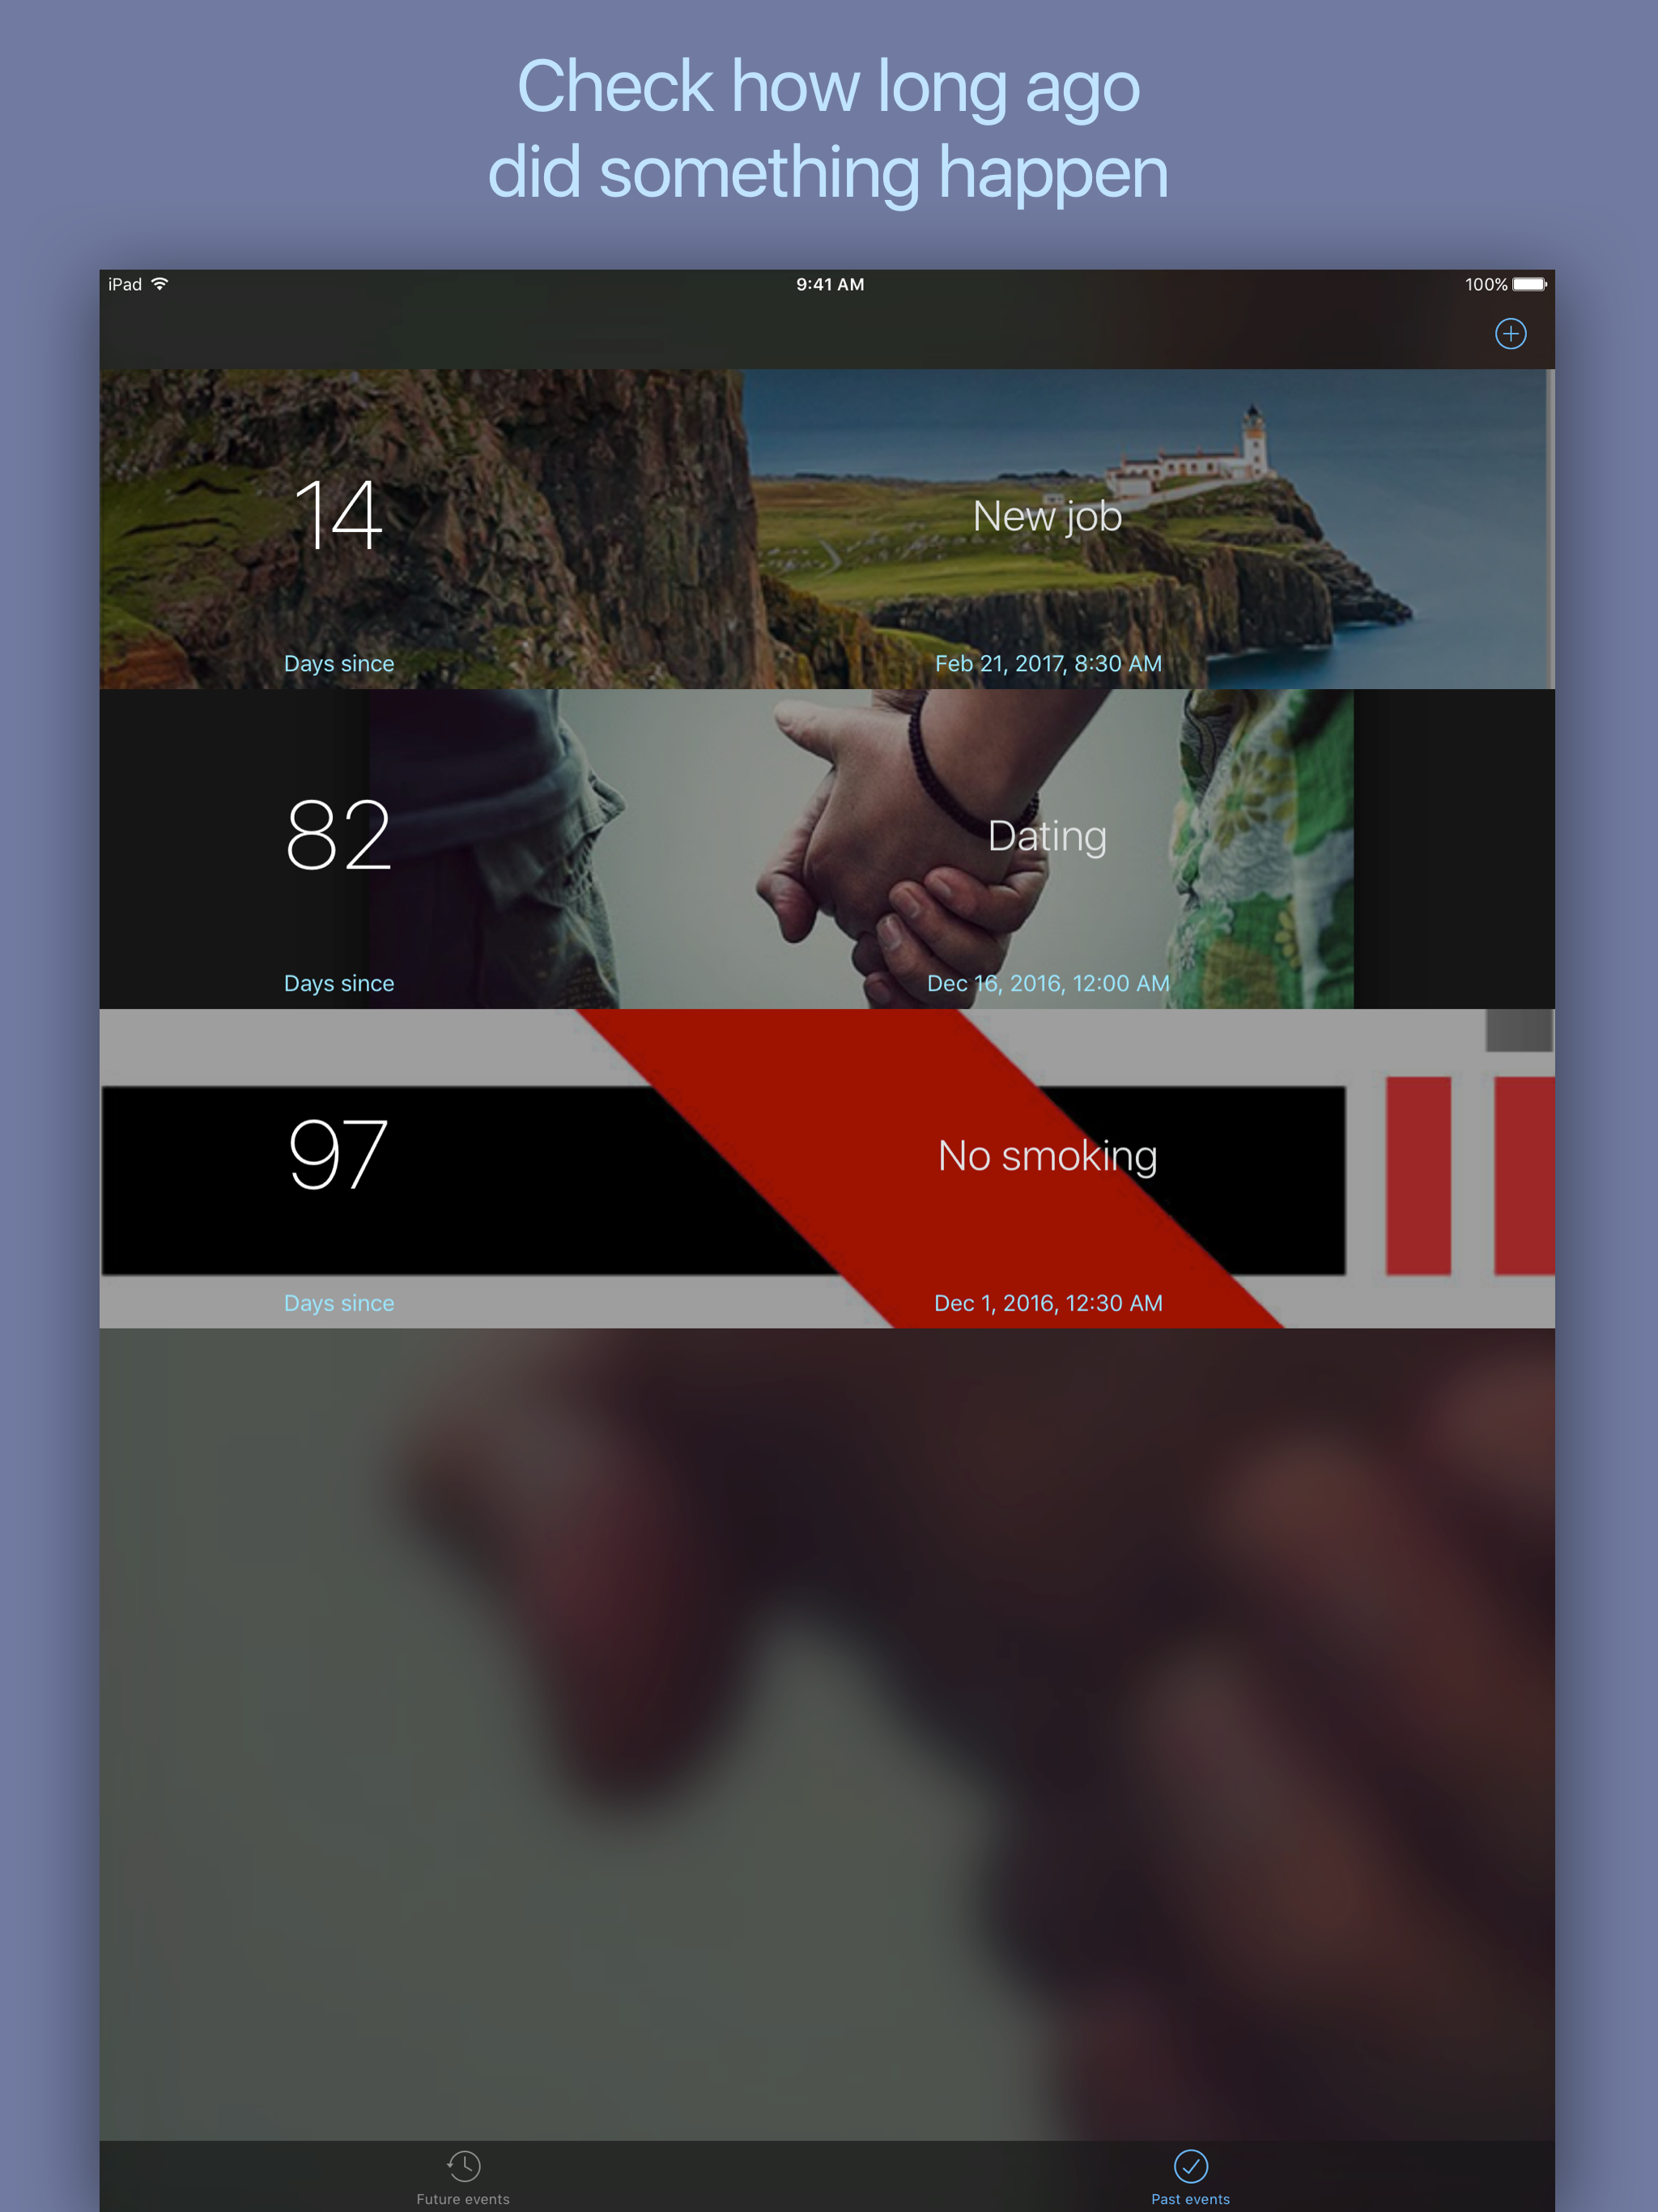 Check how long ago
did something happen
iPad
9:41 AM
100%
14
New job
Days since
Feb 21, 2017, 8:30 AM
82
Dating
Days since
Dec 16, 2016, 12:00 AM
97
No smoking
Days since
Dec 1, 2016, 12:30 AM
Future events
Past events